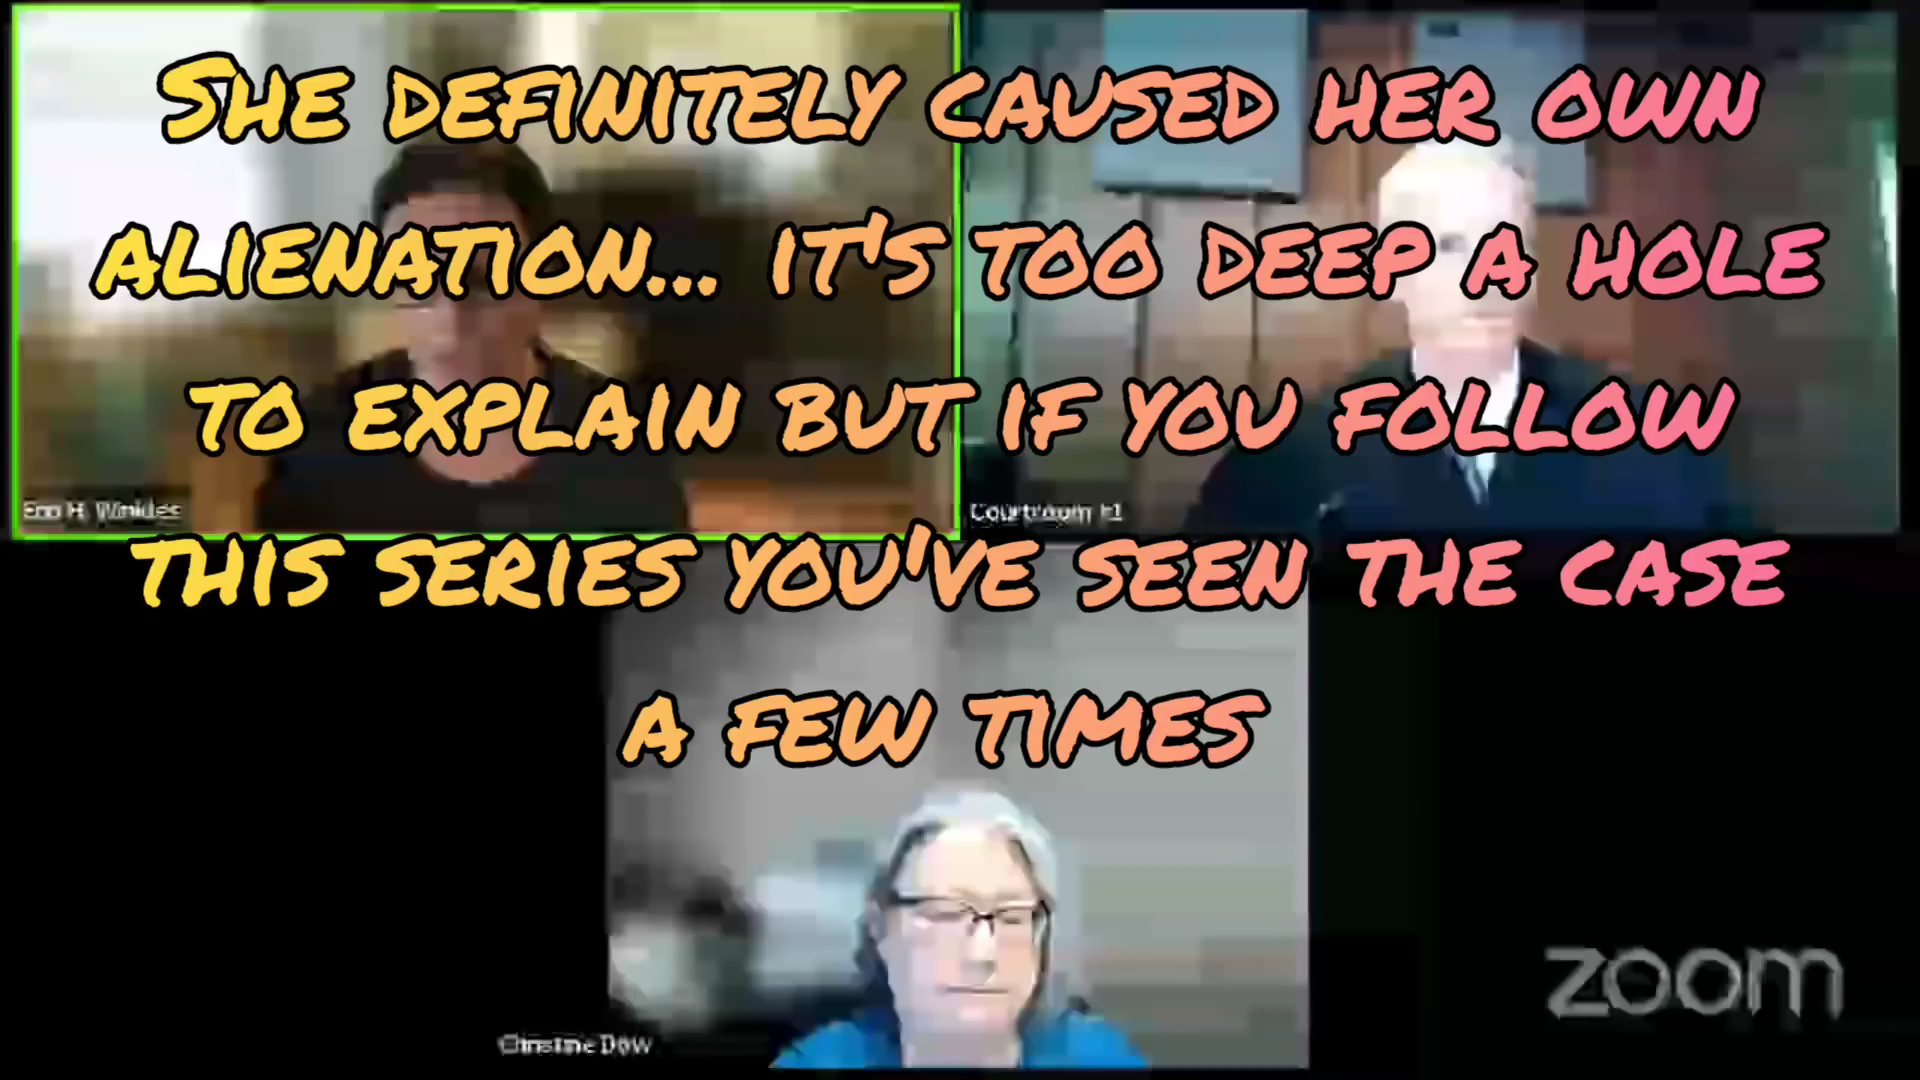 She definitely caused her own
alienation... it's too deep a hole
to explain but if you follow
this series you've seen the case
a few times
Courtroom
Christine Dow
zoom